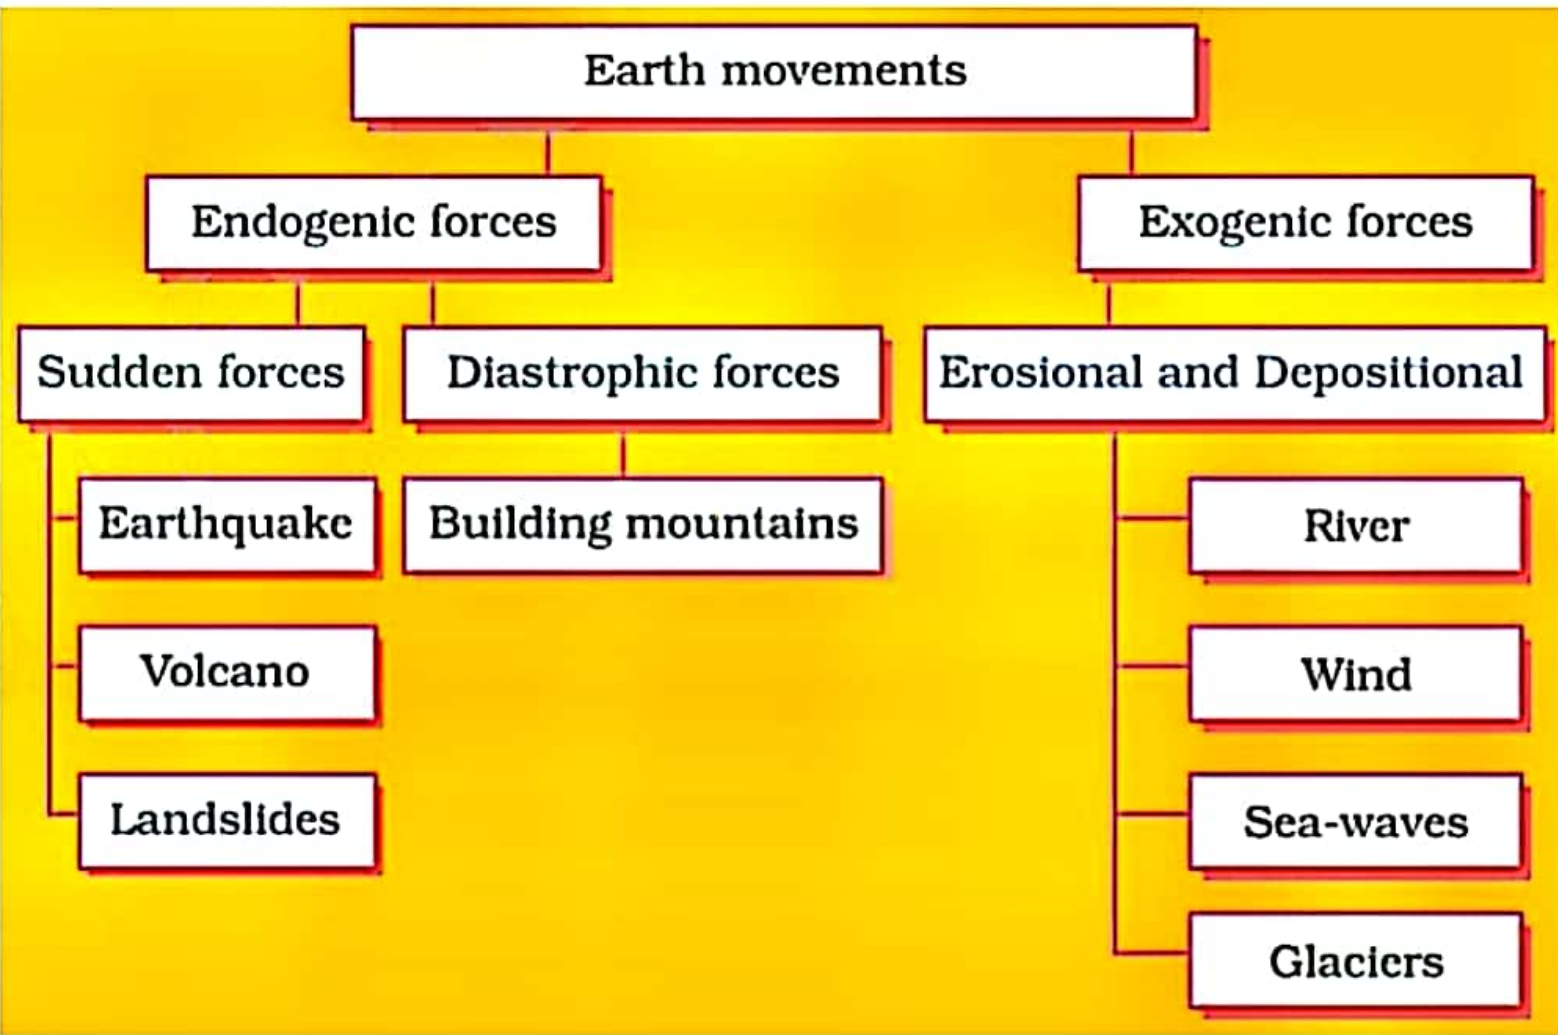 Earth movements
Endogenic forces
Exogenic forces
Sudden forces
Diastrophic forces
Erosional and Depositional
Earthquake
Building mountains
River
Volcano
Wind
Landslides
Sea-waves
Glaciers